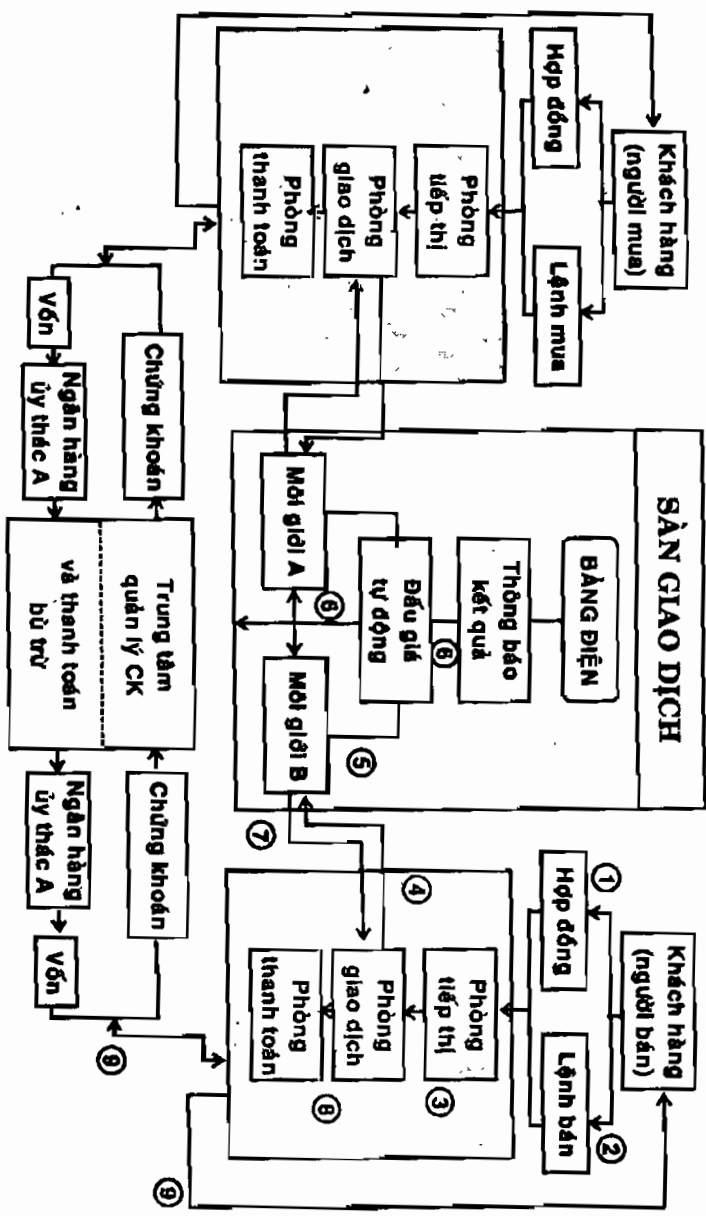 SÀN GIAO DỊCH
BẢNG ĐIỆN
Thông báo
kết quả
⑥
Đấu giá
tự động
⑥
⑤
Môi giới A
Môi giới B
Khách hàng
(người mua)
Hợp đồng
Lệnh mua
Phòng
tiếp thị
Phòng
giao dịch
Phòng
thanh toán
Khách hàng
(người bán)
①
Hợp đồng
Lệnh bán
②
Phòng
tiếp thị
③
④
Phòng
giao dịch
⑦
Phòng
thanh toán
⑧
⑨
⑨
Chứng khoán
Vốn
Ngân hàng
ủy thác A
Trung tâm
quản lý CK
và thanh toán
bù trừ
Chứng khoán
Ngân hàng
ủy thác A
Vốn